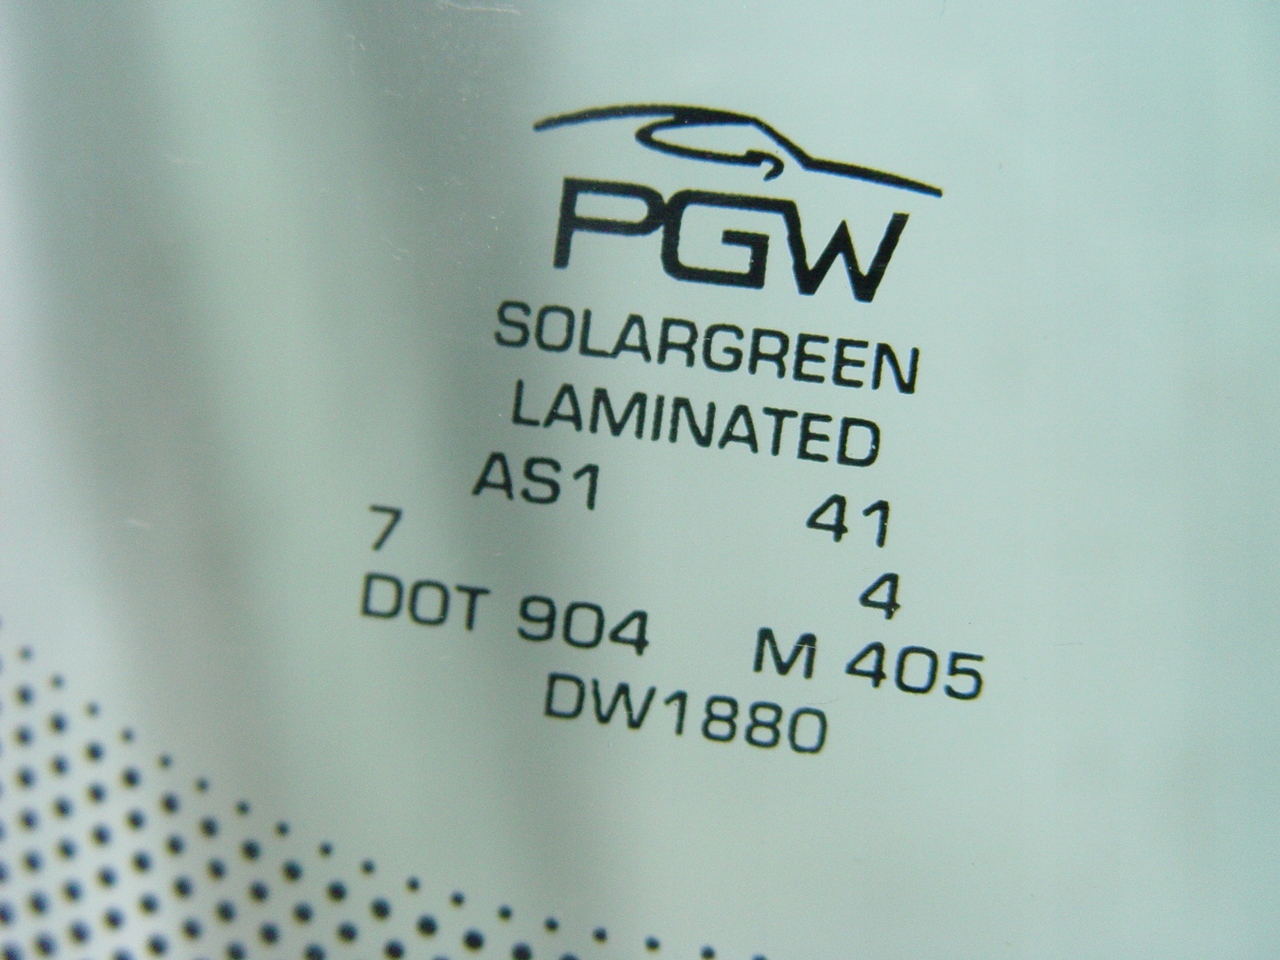 PGW
SOLARGREEN
LAMINATED
AS1 41
7 4
DOT 904 M 405
DW1880